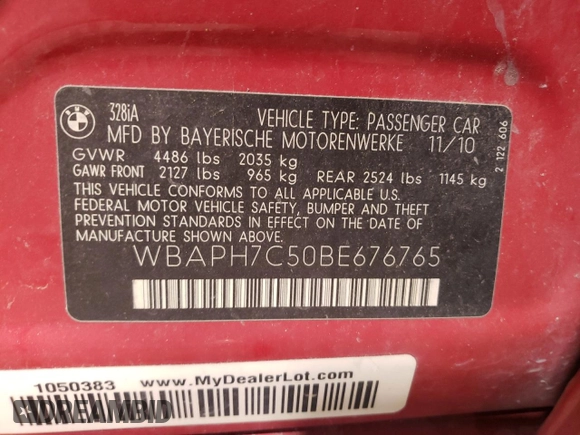 BMW
328iA
VEHICLE TYPE: PASSENGER CAR
MFD BY BAYERISCHE MOTORENWERKE 11/10
GVWR 4486 lbs 2035 kg
GAWR FRONT 2127 lbs 965 kg REAR 2524 lbs 1145 kg
THIS VEHICLE CONFORMS TO ALL APPLICABLE U.S.
FEDERAL MOTOR VEHICLE SAFETY, BUMPER AND THEFT
PREVENTION STANDARDS IN EFFECT ON THE DATE OF
MANUFACTURE SHOWN ABOVE.
WBAPH7C50BE676765
2 122 606
1050383 www.MyDealerLot.com
DREAMBID